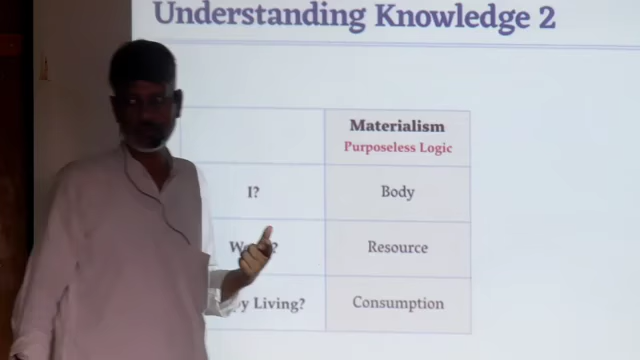 Understanding Knowledge 2
Materialism
Purposeless Logic
I? Body
Resource
Living? Consumption